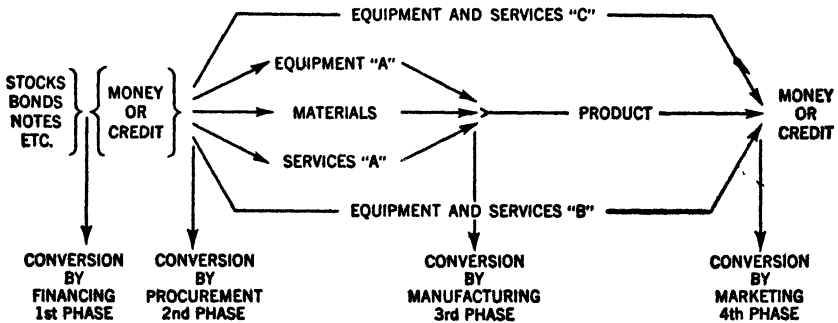 EQUIPMENT AND SERVICES "C"
STOCKS
BONDS
NOTES
ETC.
MONEY
OR
CREDIT
EQUIPMENT "A"
MATERIALS
SERVICES "A"
PRODUCT
MONEY
OR
CREDIT
EQUIPMENT AND SERVICES "B"
CONVERSION
BY
FINANCING
1st PHASE
CONVERSION
BY
PROCUREMENT
2nd PHASE
CONVERSION
BY
MANUFACTURING
3rd PHASE
CONVERSION
BY
MARKETING
4th PHASE